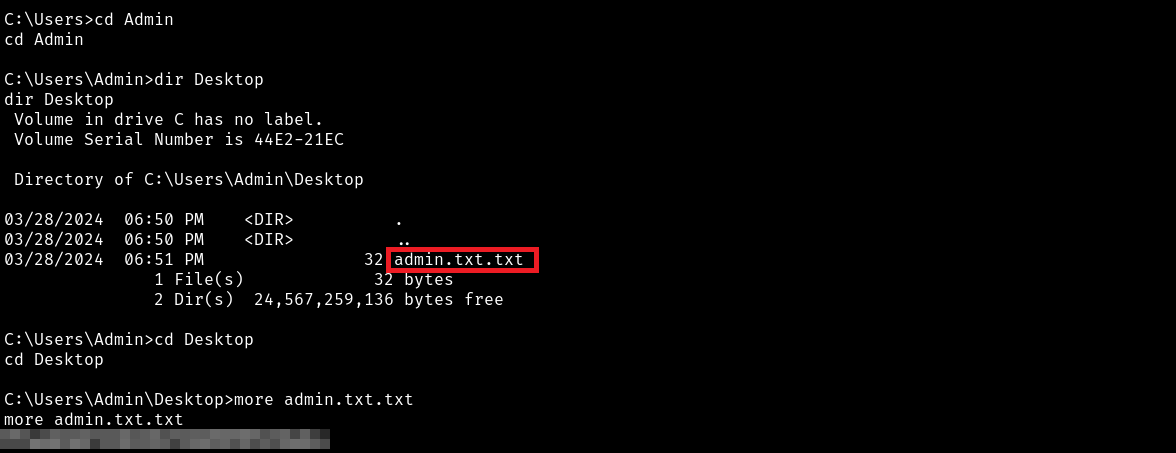 C:\Users>cd Admin
cd Admin
C:\Users\Admin>dir Desktop
dir Desktop
 Volume in drive C has no label.
 Volume Serial Number is 44E2-21EC
 Directory of C:\Users\Admin\Desktop
03/28/2024  06:50 PM    <DIR>          .
03/28/2024  06:50 PM    <DIR>          ..
03/28/2024  06:51 PM                32 admin.txt.txt
               1 File(s)             32 bytes
               2 Dir(s)  24,567,259,136 bytes free
C:\Users\Admin>cd Desktop
cd Desktop
C:\Users\Admin\Desktop>more admin.txt.txt
more admin.txt.txt